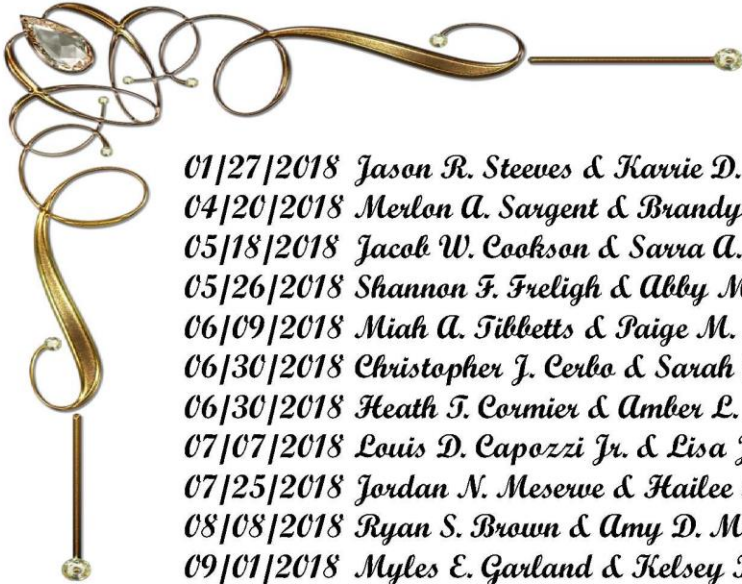 01/27/2018 Jason R. Steeves & Karrie D.
04/20/2018 Merlon A. Sargent & Brandy
05/18/2018 Jacob W. Cookson & Sarra A.
05/26/2018 Shannon F. Freligh & Abby
06/09/2018 Miah A. Tibbetts & Paige M.
06/30/2018 Christopher J. Cerbo & Sarah
06/30/2018 Heath T. Cormier & Amber L.
07/07/2018 Louis D. Capozzi Jr. & Lisa
07/25/2018 Jordan N. Meserve & Hailee
08/08/2018 Ryan S. Brown & Amy D.
09/01/2018 Myles E. Garland & Kelsey